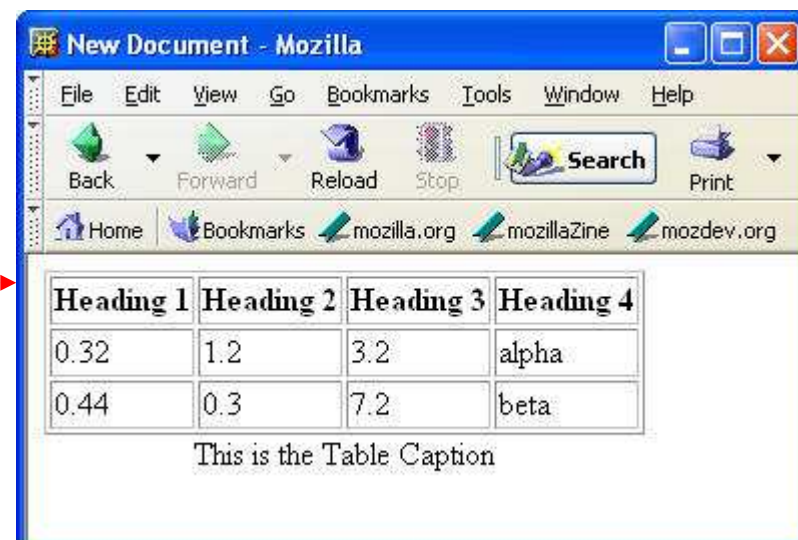 New Document - Mozilla
File Edit View Go Bookmarks Tools Window Help
Back Forward Reload Stop Search Print
Home Bookmarks mozilla.org mozillaZine mozdev.org
Heading 1 Heading 2 Heading 3 Heading 4
0.32 1.2 3.2 alpha
0.44 0.3 7.2 beta
This is the Table Caption